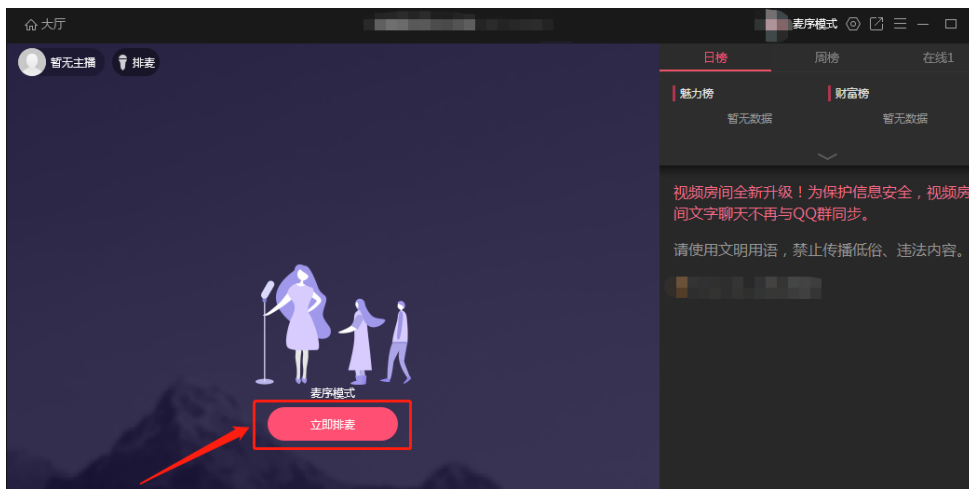 大厅
麦序模式
暂无主播 排麦
日榜 周榜 在线1
魅力榜 财富榜
暂无数据 暂无数据
视频房间全新升级！为保护信息安全，视频房
间文字聊天不再与QQ群同步。
请使用文明用语，禁止传播低俗、违法内容。
麦序模式
立即排麦